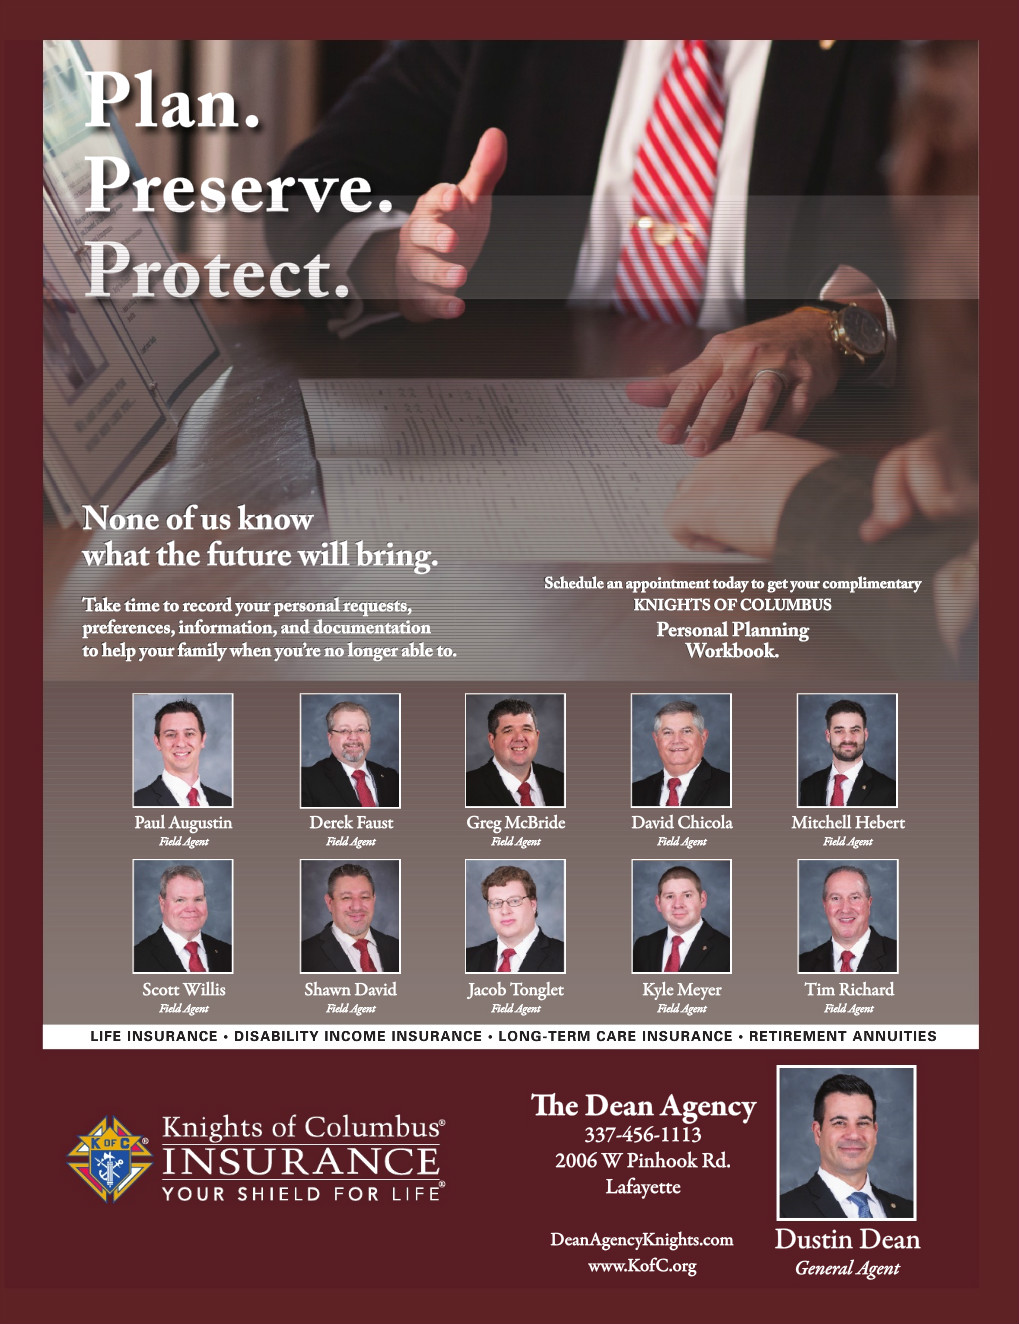 Plan.
Preserve.
Protect.
None of us know
what the future will bring.
Take time to record your personal requests,
preferences, information, and documentation
to help your family when you're no longer able to.
Schedule an appointment today to get your complimentary
KNIGHTS OF COLUMBUS
Personal Planning
Workbook.
Paul Augustin
Field Agent
Derek Faust
Field Agent
Greg McBride
Field Agent
David Chicola
Field Agent
Mitchell Hebert
Field Agent
Scott Willis
Field Agent
Shawn David
Field Agent
Jacob Tonglet
Field Agent
Kyle Meyer
Field Agent
Tim Richard
Field Agent
LIFE INSURANCE • DISABILITY INCOME INSURANCE • LONG-TERM CARE INSURANCE • RETIREMENT ANNUITIES
K OF C ®
Knights of Columbus®
INSURANCE
YOUR SHIELD FOR LIFE®
The Dean Agency
337-456-1113
2006 W Pinhook Rd.
Lafayette
DeanAgencyKnights.com
www.KofC.org
Dustin Dean
General Agent